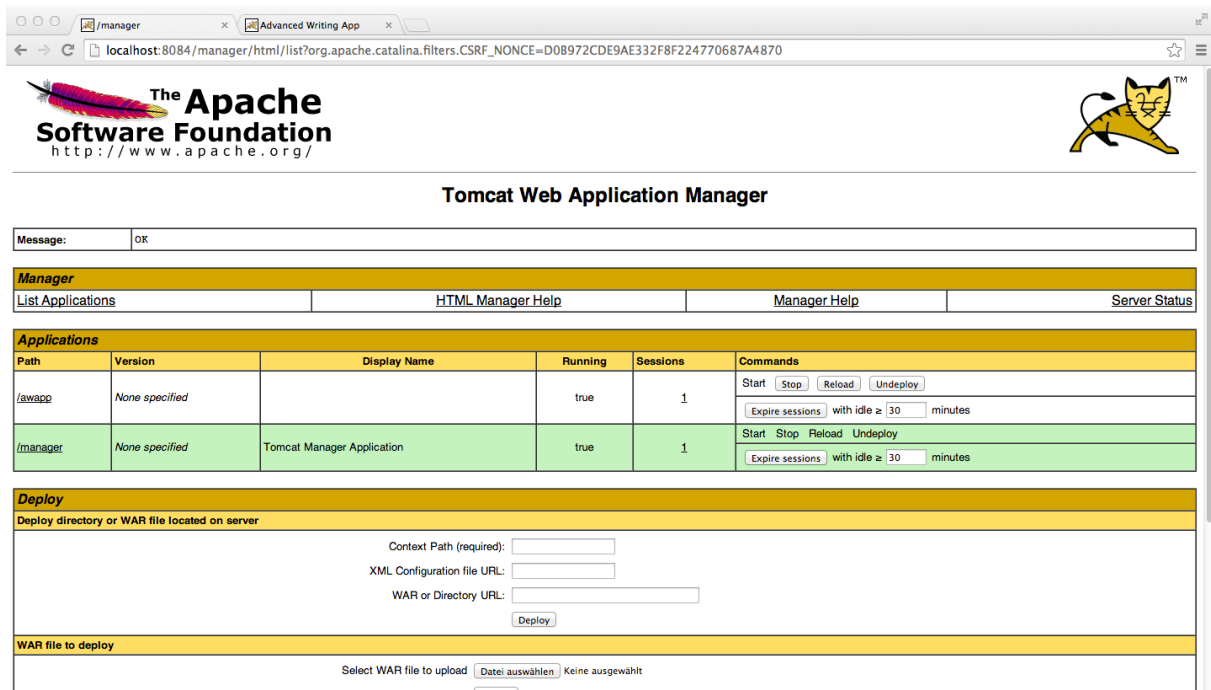 /manager
Advanced Writing App
localhost:8084/manager/html/list?org.apache.catalina.filters.CSRF_NONCE=D0B972CDE9AE332F8F224770687A4870
The Apache
Software Foundation
http://www.apache.org/
TM
Tomcat Web Application Manager
Message: OK
Manager
List Applications HTML Manager Help Manager Help Server Status
Applications
Path Version Display Name Running Sessions Commands
/awapp None specified true 1 Start Stop Reload Undeploy
Expire sessions with idle ≥ 30 minutes
/manager None specified Tomcat Manager Application true 1 Start Stop Reload Undeploy
Expire sessions with idle ≥ 30 minutes
Deploy
Deploy directory or WAR file located on server
Context Path (required):
XML Configuration file URL:
WAR or Directory URL:
Deploy
WAR file to deploy
Select WAR file to upload Datei auswählen Keine ausgewählt